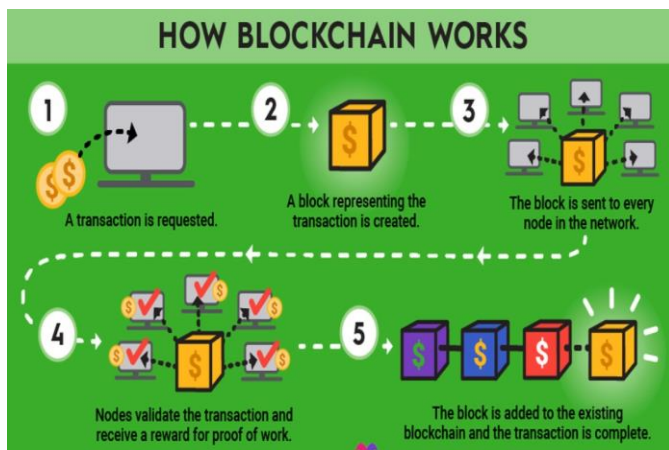 HOW BLOCKCHAIN WORKS
1
2
3
$
$
$
$
A transaction is requested.
A block representing the
transaction is created.
The block is sent to every
node in the network.
4
5
$
$
$
$
$
$
$
$
$
$
Nodes validate the transaction and
receive a reward for proof of work.
The block is added to the existing
blockchain and the transaction is complete.